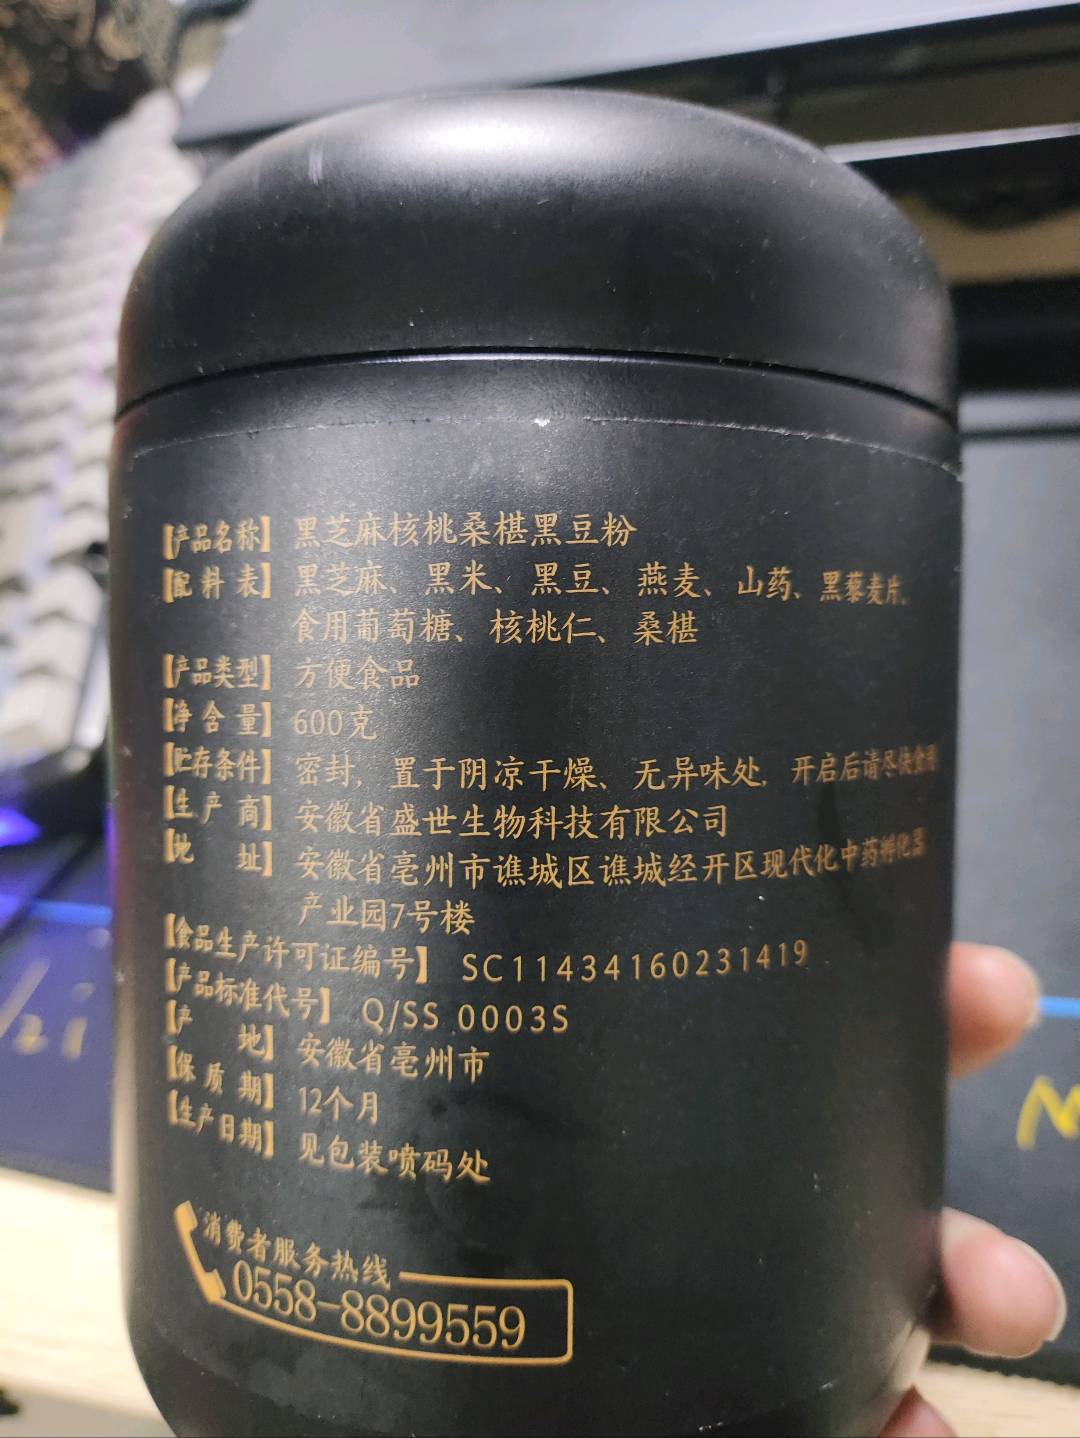 【产品名称】 黑芝麻核桃桑椹黑豆粉
【配料表】 黑芝麻、黑米、黑豆、燕麦、山药、黑藜麦片、
食用葡萄糖、核桃仁、桑椹
【产品类型】 方便食品
【净含量】 600克
【贮存条件】 密封，置于阴凉干燥、无异味处，开启后请尽快食用
【生产商】 安徽省盛世生物科技有限公司
【地址】 安徽省亳州市谯城区谯城经开区现代化中药孵化器
产业园7号楼
【食品生产许可证编号】 SC11434160231419
【产品标准代号】 Q/SS 0003S
【产地】 安徽省亳州市
【保质期】 12个月
【生产日期】 见包装喷码处
消费者服务热线
0558-8899559